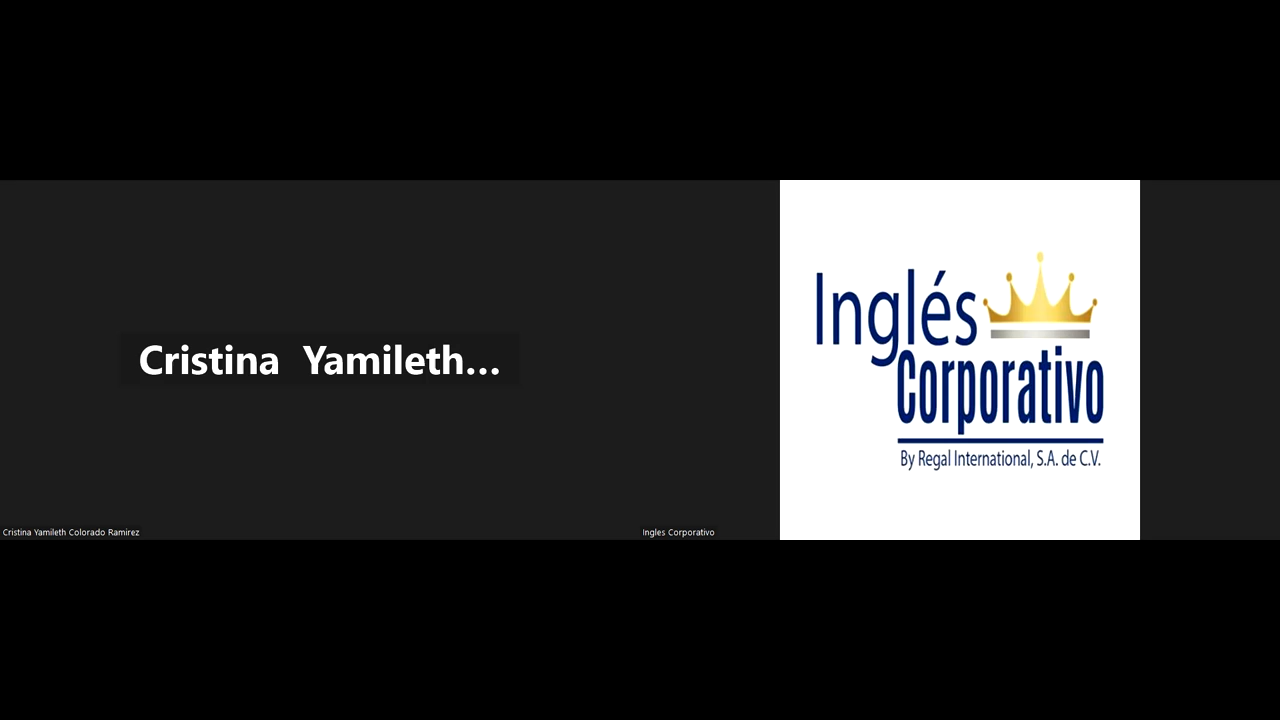 Cristina Yamileth...
Cristina Yamileth Colorado Ramirez
Inglés
Corporativo
By Regal International, S.A. de C.V.
Ingles Corporativo